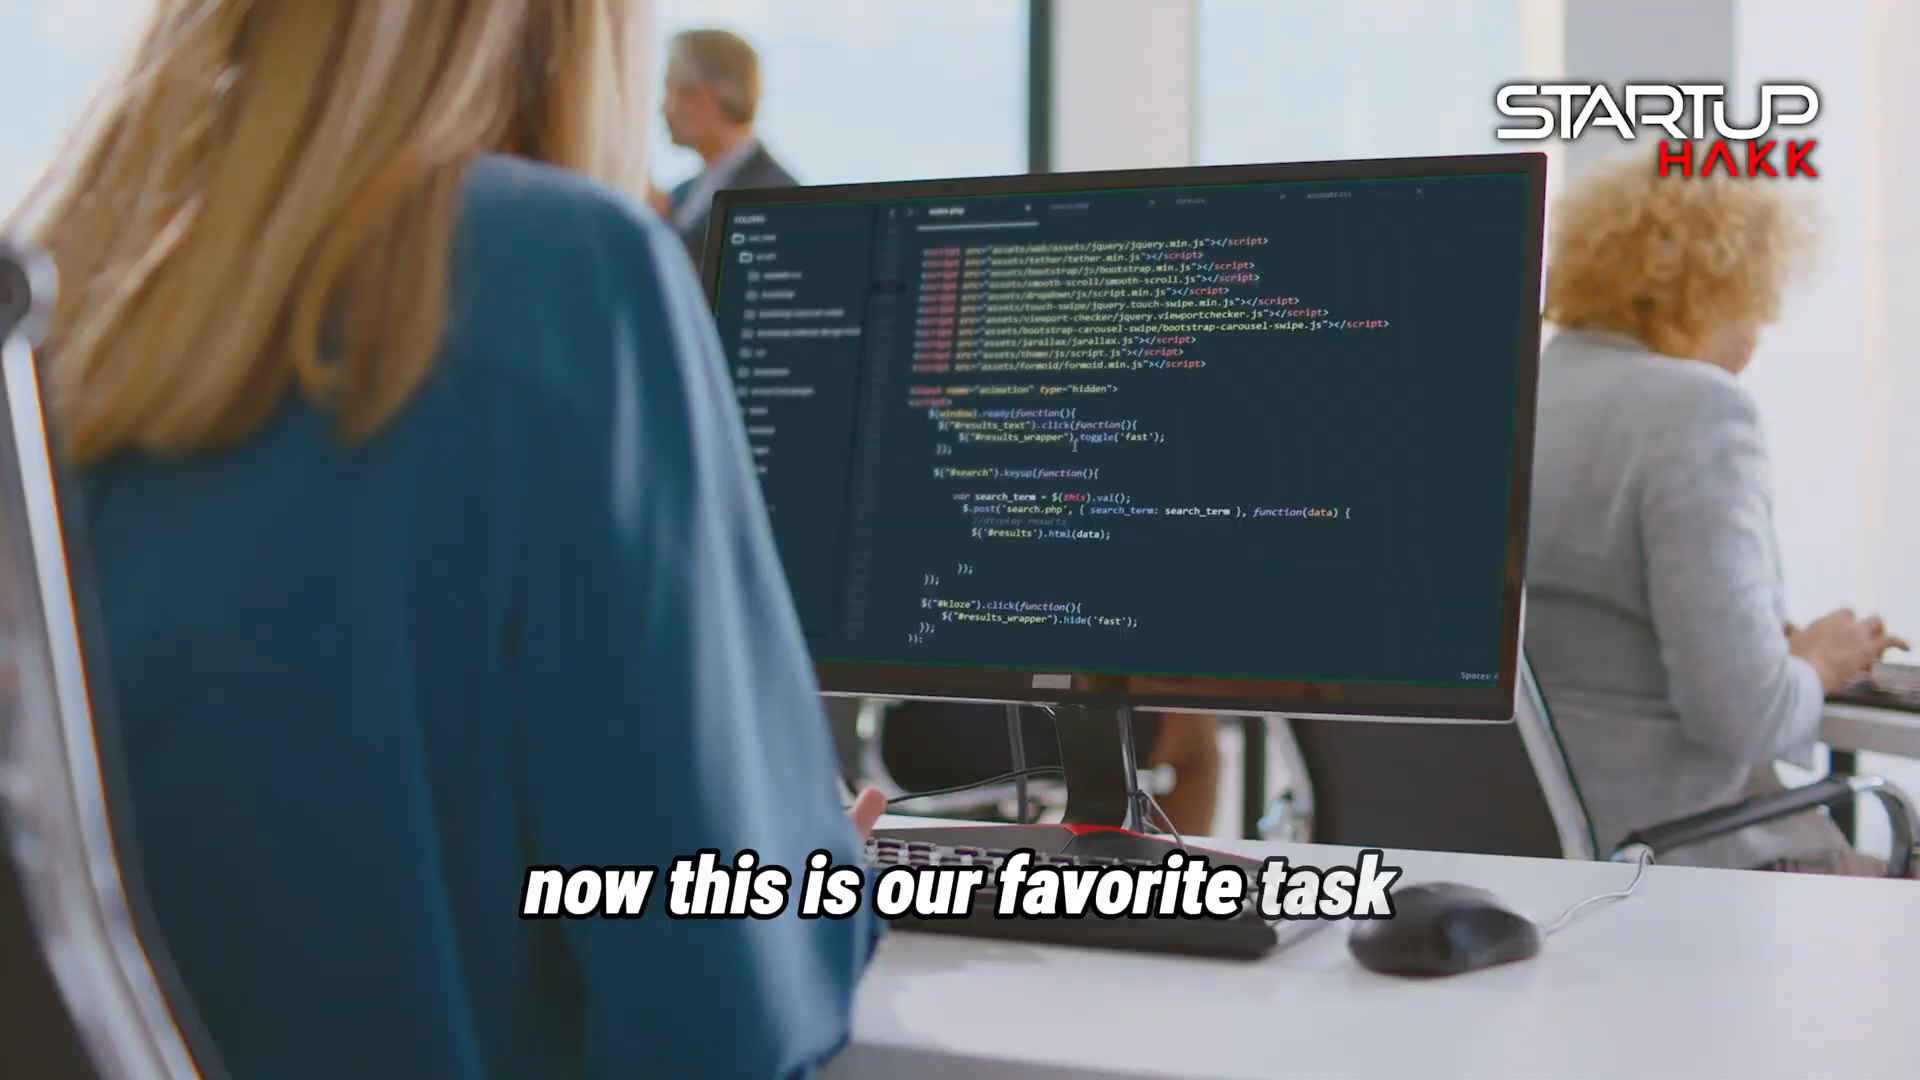 STARTUP
HAKK
FOLDERS
index.php
<script src="assets/web/assets/jquery/jquery.min.js"></script>
<script src="assets/tether/tether.min.js"></script>
<script src="assets/bootstrap/js/bootstrap.min.js"></script>
<script src="assets/smooth-scroll/smooth-scroll.js"></script>
<script src="assets/dropdown/js/script.min.js"></script>
<script src="assets/touch-swipe/jquery.touch-swipe.min.js"></script>
<script src="assets/viewport-checker/jquery.viewportchecker.js"></script>
<script src="assets/bootstrap-carousel-swipe/bootstrap-carousel-swipe.js"></script>
<script src="assets/jarallax/jarallax.js"></script>
<script src="assets/theme/js/script.js"></script>
<script src="assets/formoid/formoid.min.js"></script>
<input name="animation" type="hidden">
<script>
$(window).ready(function(){
$("#results_text").click(function(){
$("#results_wrapper").toggle('fast');
});
$("#search").keyup(function(){
var search_term = $(this).val();
$.post('search.php', { search_term: search_term }, function(data) {
//display results
$('#results').html(data);
});
});
$("#kloze").click(function(){
$("#results_wrapper").hide('fast');
});
});
Spaces:
now this is our favorite task